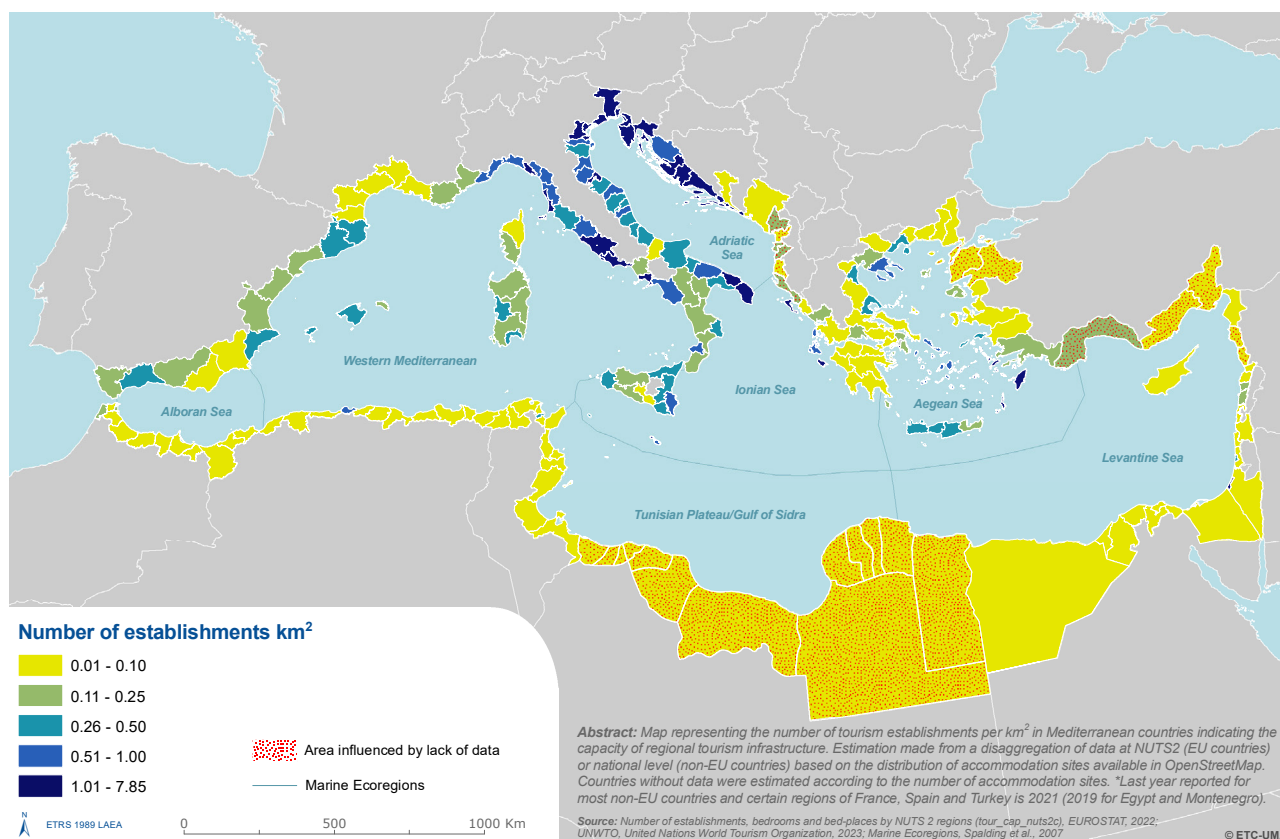 Adriatic
Sea
Western Mediterranean
Ionian Sea
Aegean Sea
Alboran Sea
Levantine Sea
Tunisian Plateau/Gulf of Sidra
Number of establishments km²
0.01 - 0.10
0.11 - 0.25
0.26 - 0.50
0.51 - 1.00
1.01 - 7.85
Area influenced by lack of data
Marine Ecoregions
N
ETRS 1989 LAEA
0 500 1000 Km
Abstract: Map representing the number of tourism establishments per km² in Mediterranean countries indicating the
capacity of regional tourism infrastructure. Estimation made from a disaggregation of data at NUTS2 (EU countries)
or national level (non-EU countries) based on the distribution of accommodation sites available in OpenStreetMap.
Countries without data were estimated according to the number of accommodation sites. *Last year reported for
most non-EU countries and certain regions of France, Spain and Turkey is 2021 (2019 for Egypt and Montenegro).
Source: Number of establishments, bedrooms and bed-places by NUTS 2 regions (tour_cap_nuts2c), EUROSTAT, 2022;
UNWTO, United Nations World Tourism Organization, 2023; Marine Ecoregions, Spalding et al., 2007
© ETC-UM